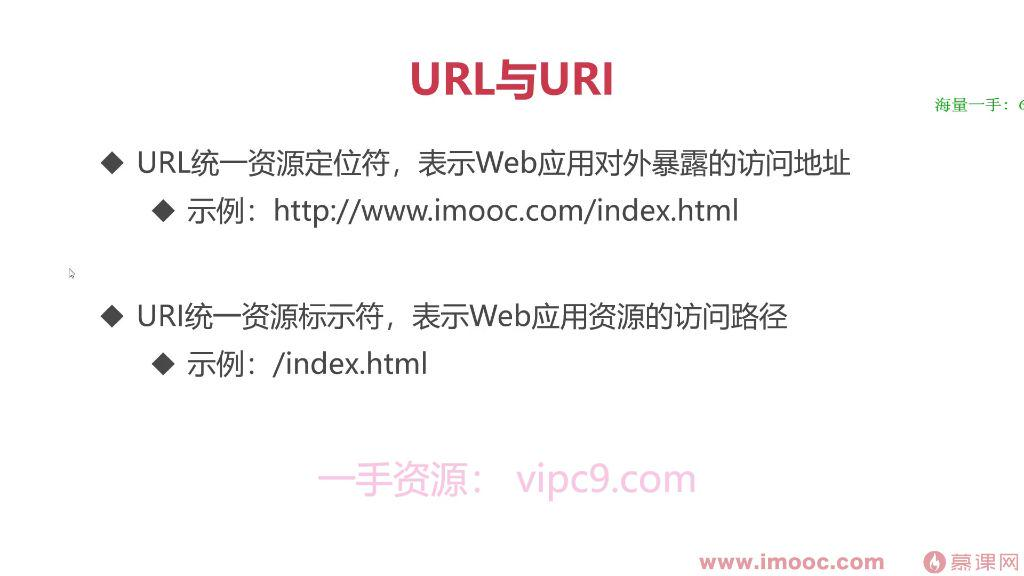 URL与URI
海量一手：
◆ URL统一资源定位符，表示Web应用对外暴露的访问地址
◆ 示例：http://www.imooc.com/index.html
◆ URI统一资源标示符，表示Web应用资源的访问路径
◆ 示例：/index.html
一手资源： vipc9.com
www.imooc.com 慕课网